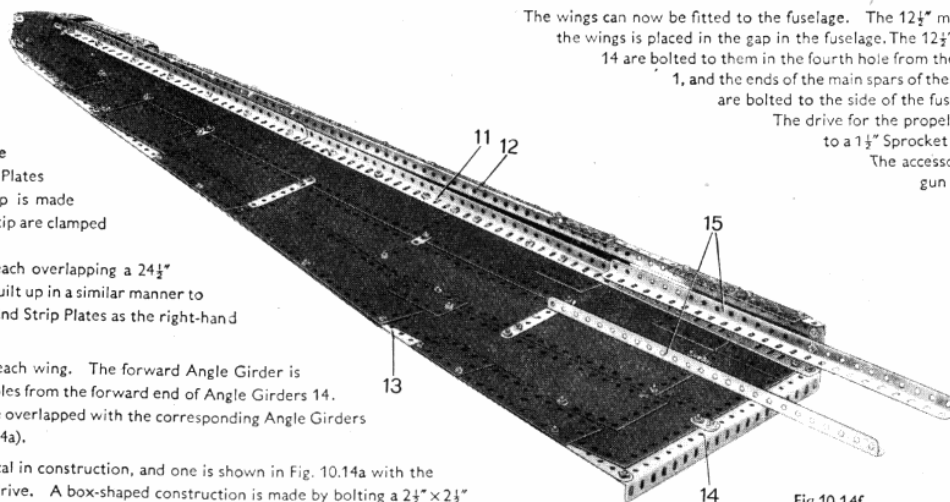 The wings can now be fitted to the fuselage. The 12½″ m
the wings is placed in the gap in the fuselage. The 12½″
14 are bolted to them in the fourth hole from the
1, and the ends of the main spars of the
are bolted to the side of the fus
The drive for the propel
to a 1½″ Sprocket
The accesso
gun
e
Plates
p is made
tip are clamped
each overlapping a 24½″
uilt up in a similar manner to
and Strip Plates as the right-hand
each wing. The forward Angle Girder is
oles from the forward end of Angle Girders 14.
e overlapped with the corresponding Angle Girders
4a).
cal in construction, and one is shown in Fig. 10.14a with the
rive. A box-shaped construction is made by bolting a 2½″ × 2½″
11
12
15
13
14
Fig 10.14f